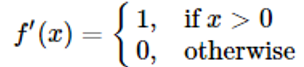 f'(x) = { 1, if x > 0
0, otherwise